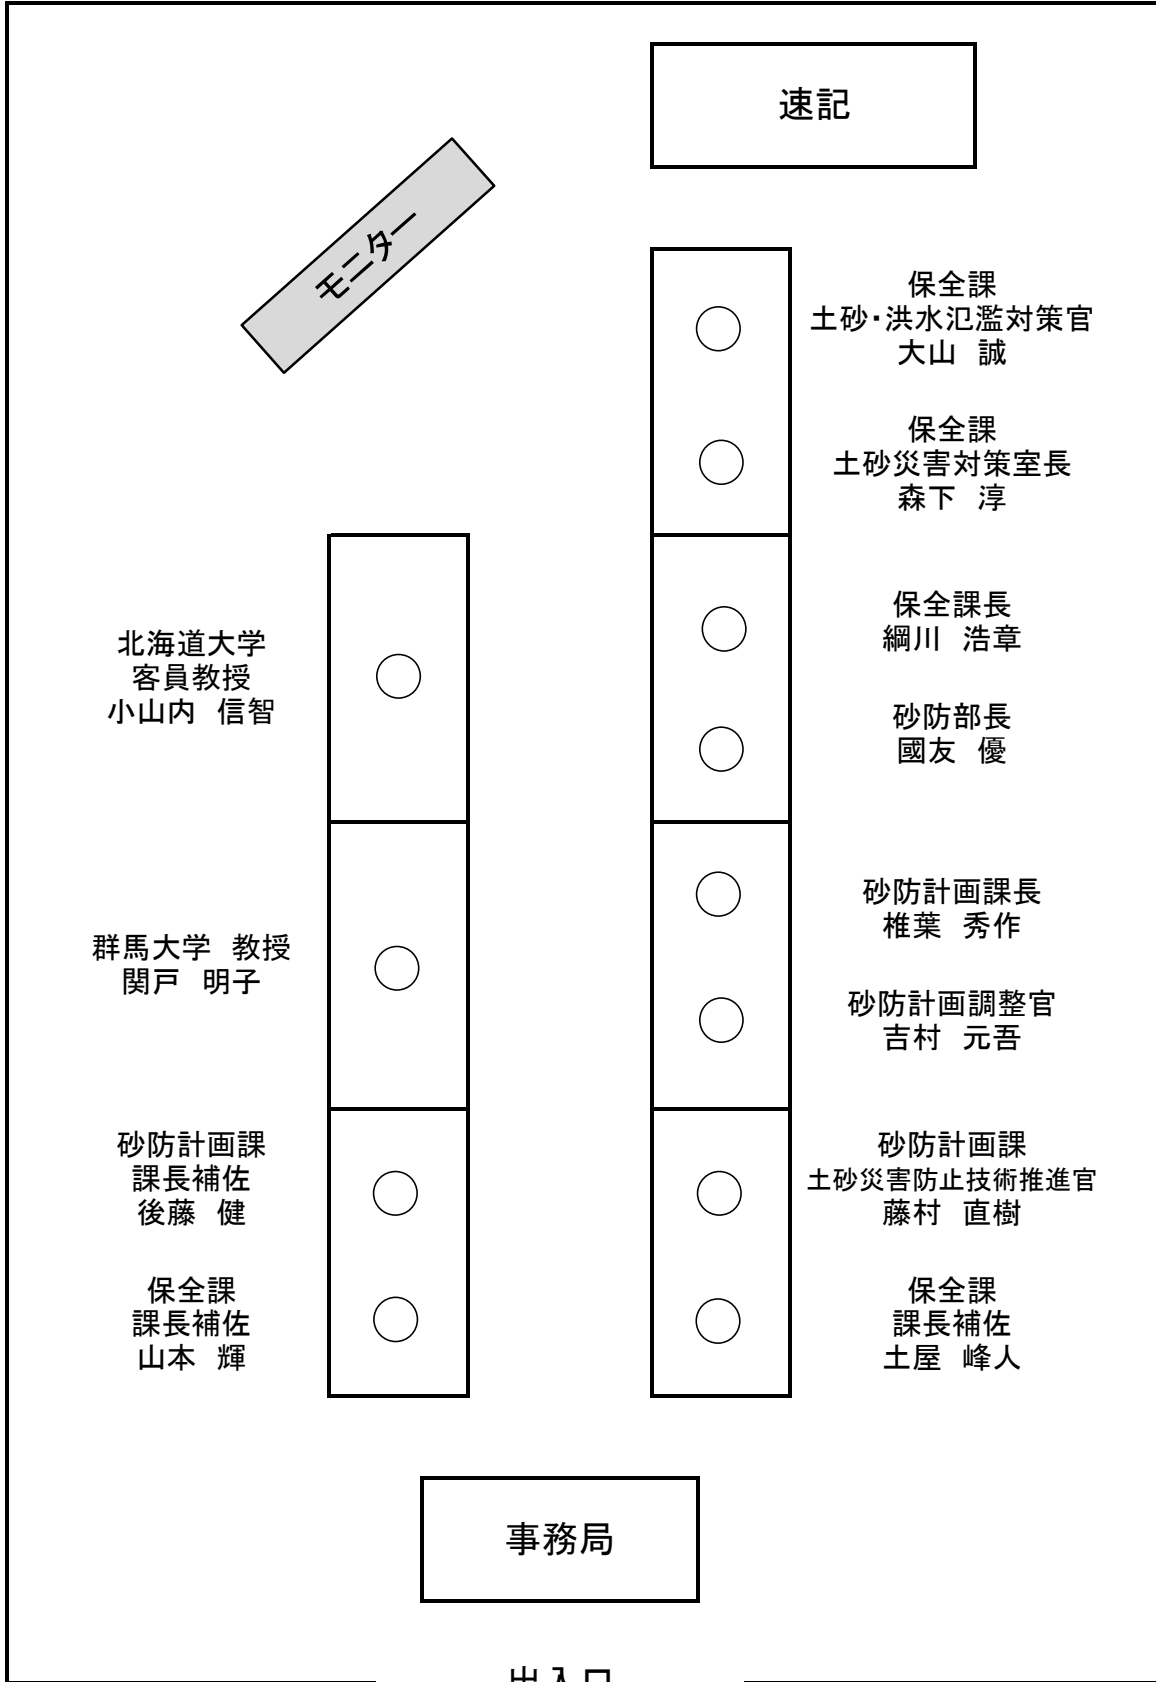 速記
モニター
保全課
土砂・洪水氾濫対策官
大山　誠
保全課
土砂災害対策室長
森下　淳
保全課長
綱川　浩章
砂防部長
國友　優
砂防計画課長
椎葉　秀作
砂防計画調整官
吉村　元吾
砂防計画課
土砂災害防止技術推進官
藤村　直樹
保全課
課長補佐
土屋　峰人
北海道大学
客員教授
小山内　信智
群馬大学　教授
関戸　明子
砂防計画課
課長補佐
後藤　健
保全課
課長補佐
山本　輝
事務局
出入口